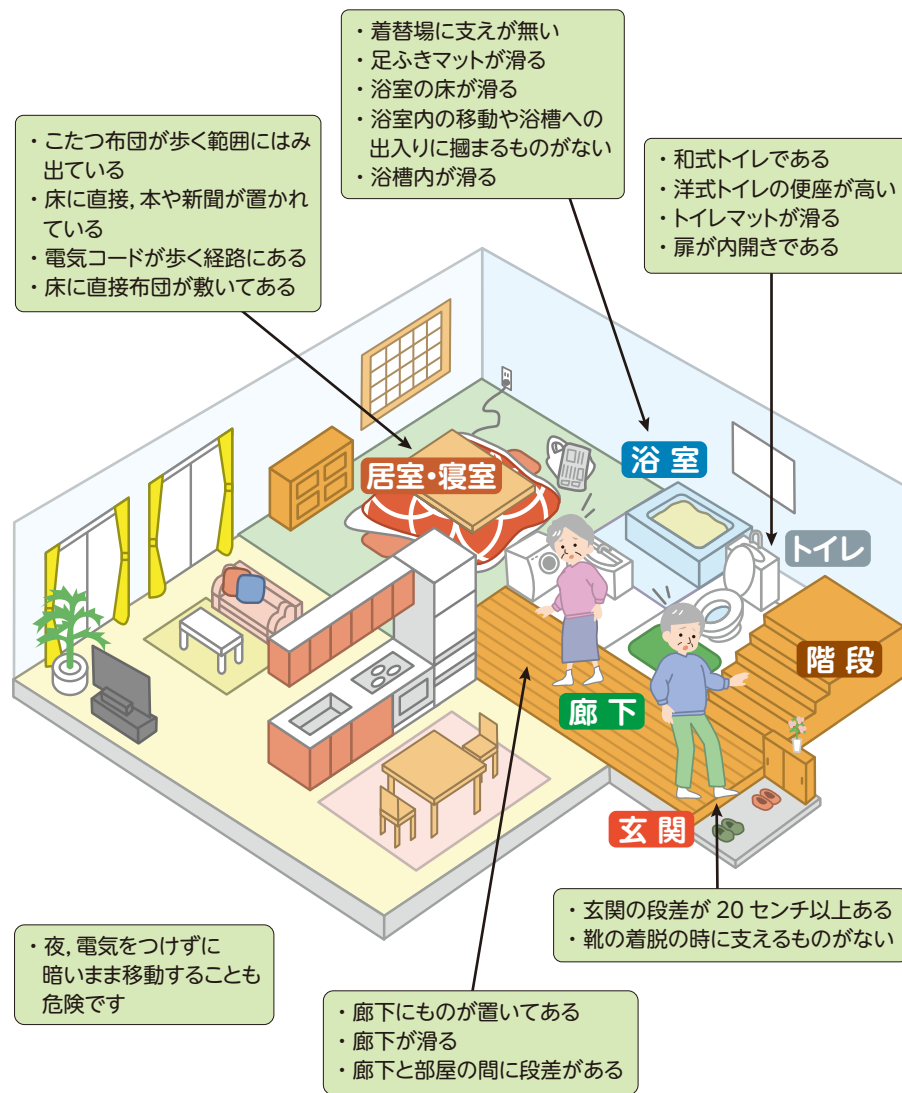 ・着替場に支えが無い
・足ふきマットが滑る
・浴室の床が滑る
・浴室内の移動や浴槽への
出入りに摑まるものがない
・浴槽内が滑る
・こたつ布団が歩く範囲にはみ
出ている
・床に直接,本や新聞が置かれ
ている
・電気コードが歩く経路にある
・床に直接布団が敷いてある
・和式トイレである
・洋式トイレの便座が高い
・トイレマットが滑る
・扉が内開きである
居室・寝室
浴室
トイレ
階段
廊下
玄関
・玄関の段差が 20 センチ以上ある
・靴の着脱の時に支えるものがない
・夜,電気をつけずに
暗いまま移動することも
危険です
・廊下にものが置いてある
・廊下が滑る
・廊下と部屋の間に段差がある